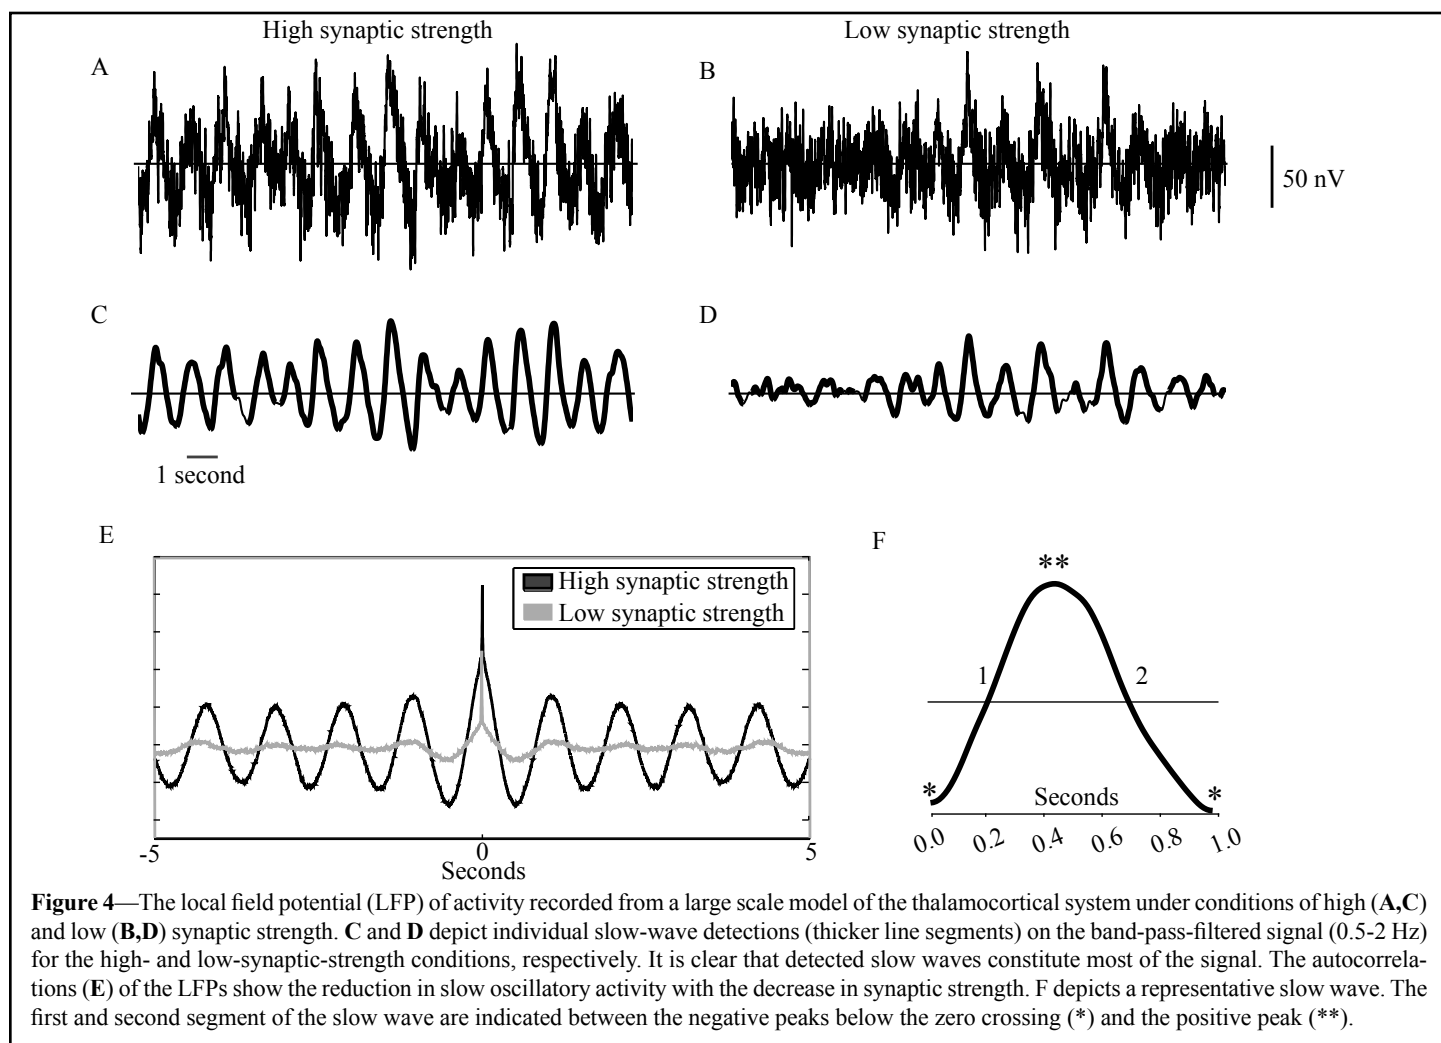 High synaptic strength
Low synaptic strength
A
B
50 nV
C
D
1 second
E
F
High synaptic strength
Low synaptic strength
**
1
2
*
*
Seconds
0.0 0.2 0.4 0.6 0.8 1.0
-5 0 5
Seconds
Figure 4—The local field potential (LFP) of activity recorded from a large scale model of the thalamocortical system under conditions of high (A,C)
and low (B,D) synaptic strength. C and D depict individual slow-wave detections (thicker line segments) on the band-pass-filtered signal (0.5-2 Hz)
for the high- and low-synaptic-strength conditions, respectively. It is clear that detected slow waves constitute most of the signal. The autocorrela-
tions (E) of the LFPs show the reduction in slow oscillatory activity with the decrease in synaptic strength. F depicts a representative slow wave. The
first and second segment of the slow wave are indicated between the negative peaks below the zero crossing (*) and the positive peak (**).